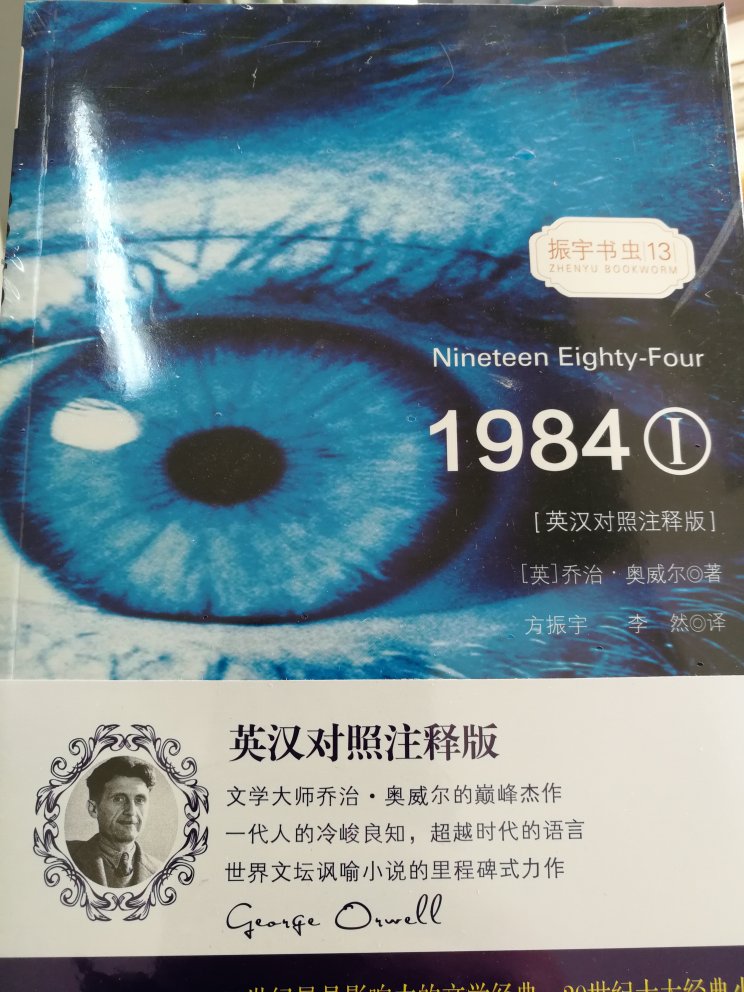 振宇书虫|13|
ZHENYU BOOKWORM
Nineteen Eighty-Four
1984 Ⅰ
[英汉对照注释版]
[英]乔治·奥威尔◎著
方振宇 李 然◎译
英汉对照注释版
文学大师乔治·奥威尔的巅峰杰作
一代人的冷峻良知，超越时代的语言
世界文坛讽喻小说的里程碑式力作
George Orwell